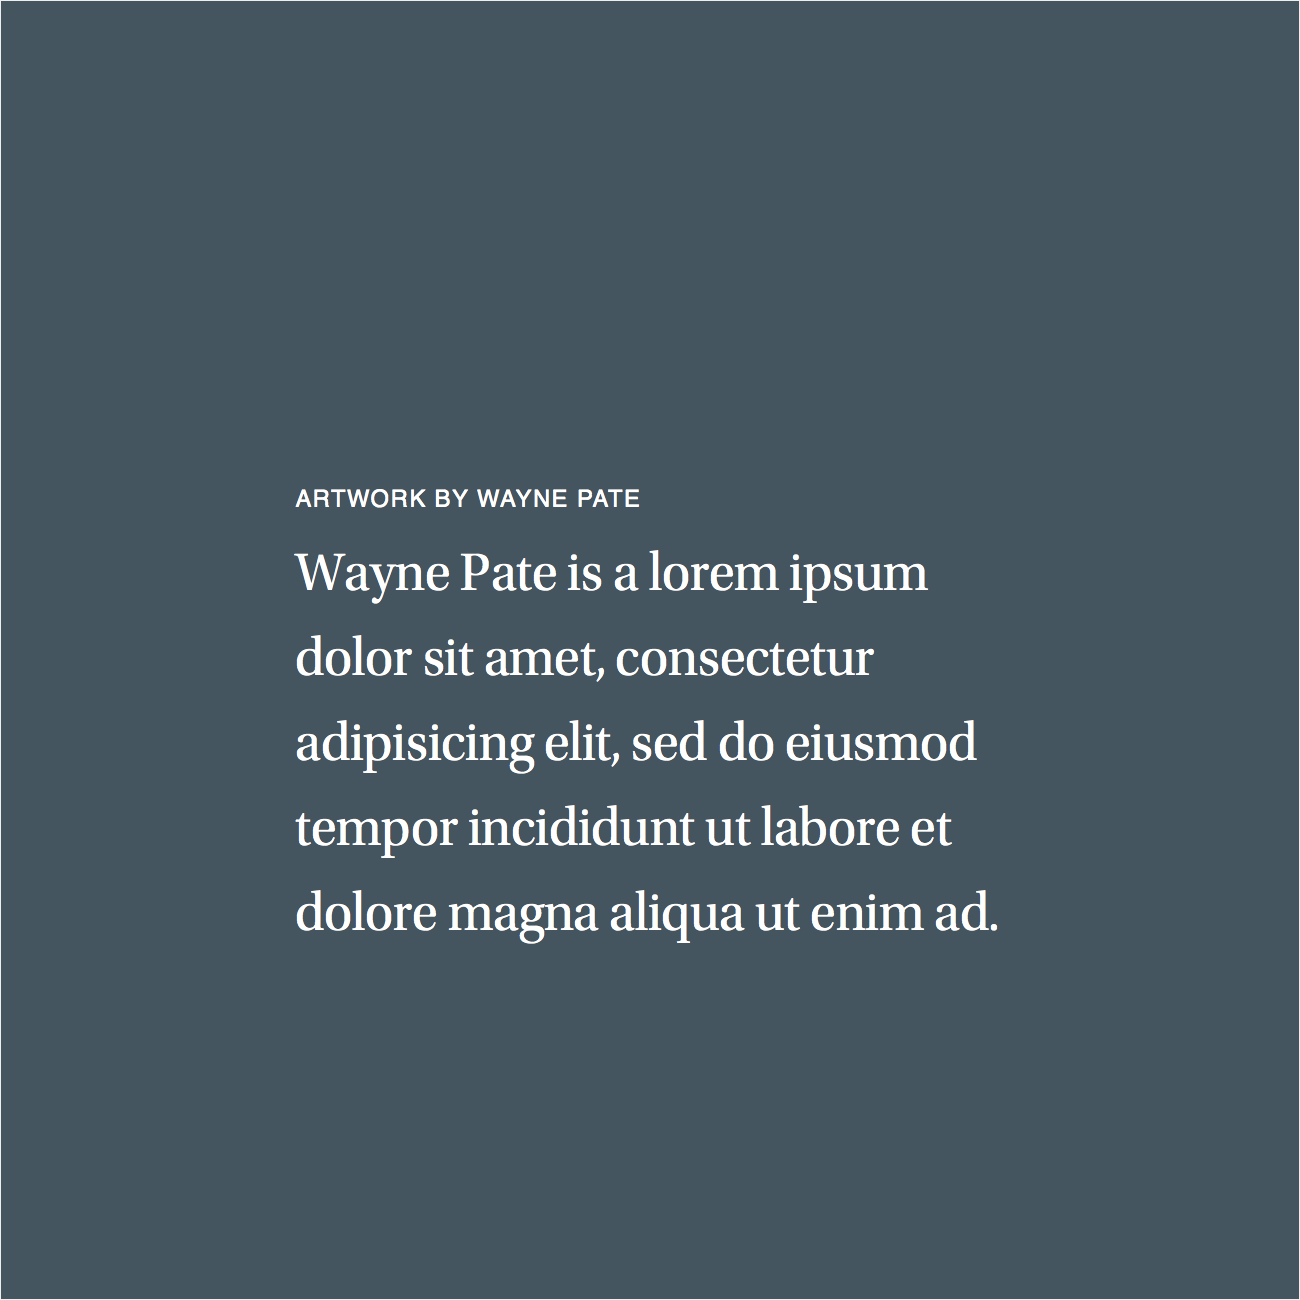 ARTWORK BY WAYNE PATE
Wayne Pate is a lorem ipsum
dolor sit amet, consectetur
adipisicing elit, sed do eiusmod
tempor incididunt ut labore et
dolore magna aliqua ut enim ad.